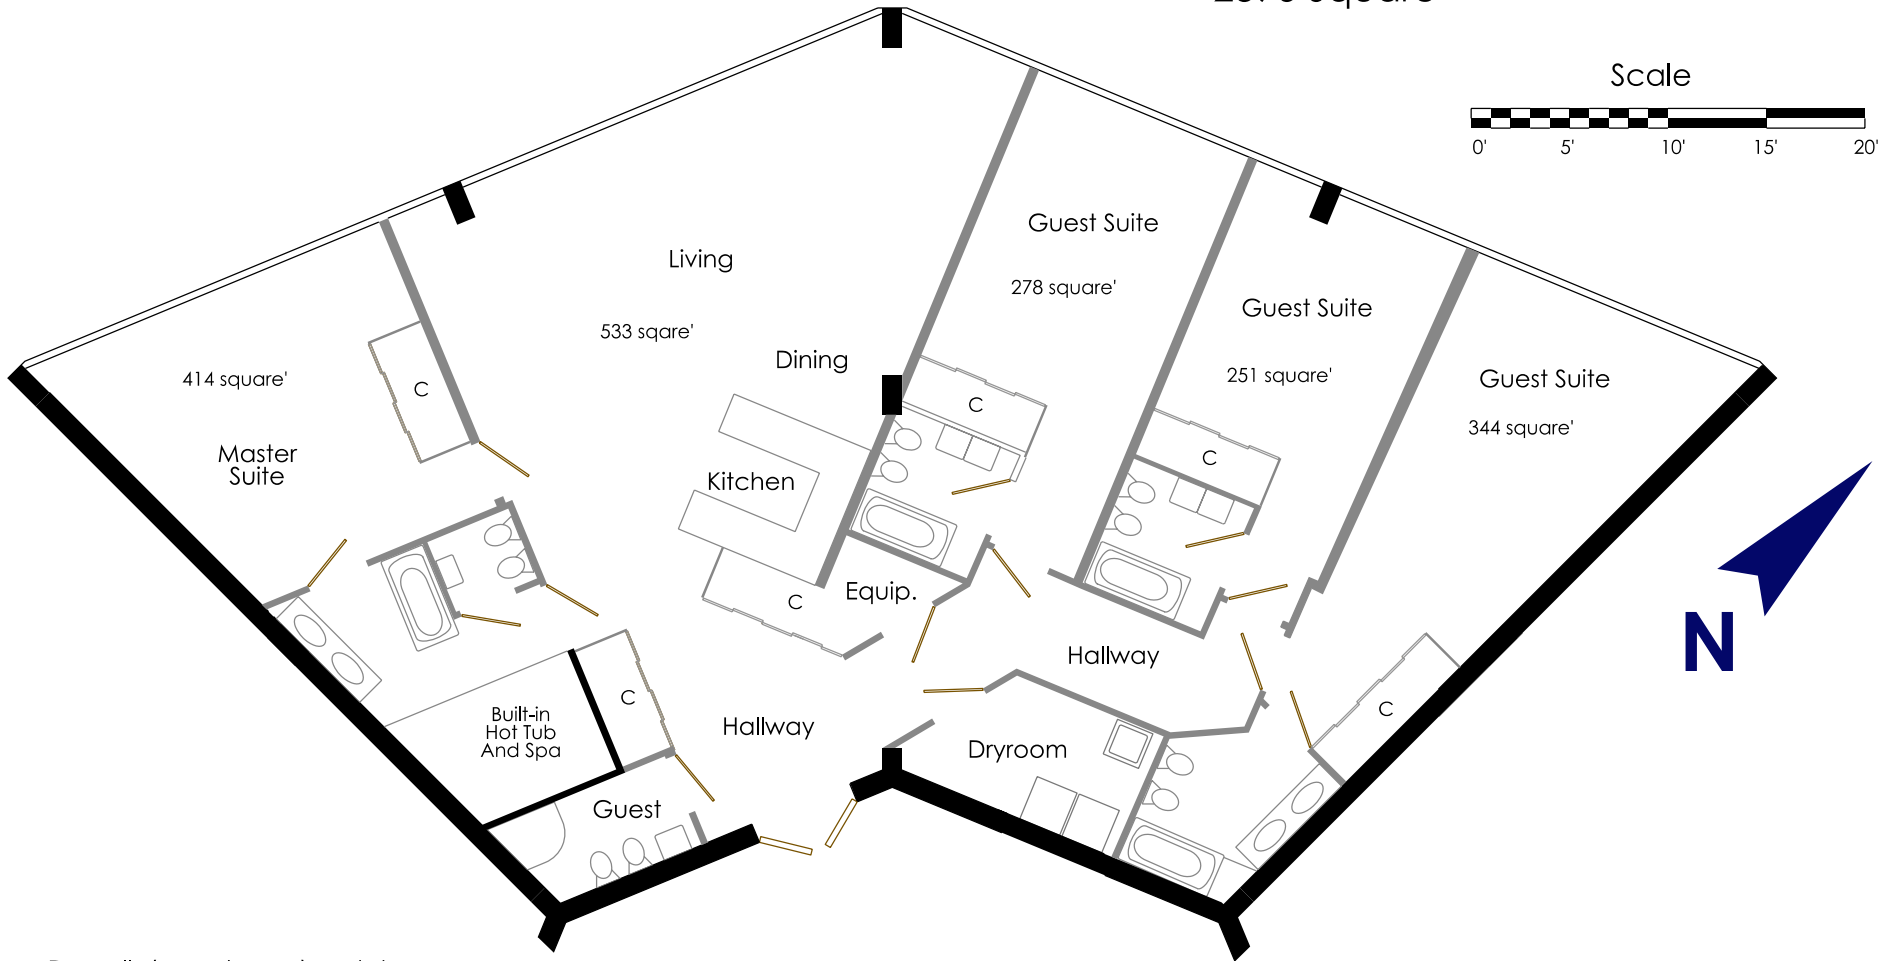 Scale
0' 5' 10' 15' 20'
Guest Suite
278 square'
Living
533 sqare'
Dining
Guest Suite
251 square'
Guest Suite
344 square'
414 square'
C
Master
Suite
C
C
Kitchen
Equip.
C
Hallway
N
C
C
Built-in
Hot Tub
And Spa
Hallway
Dryroom
Guest